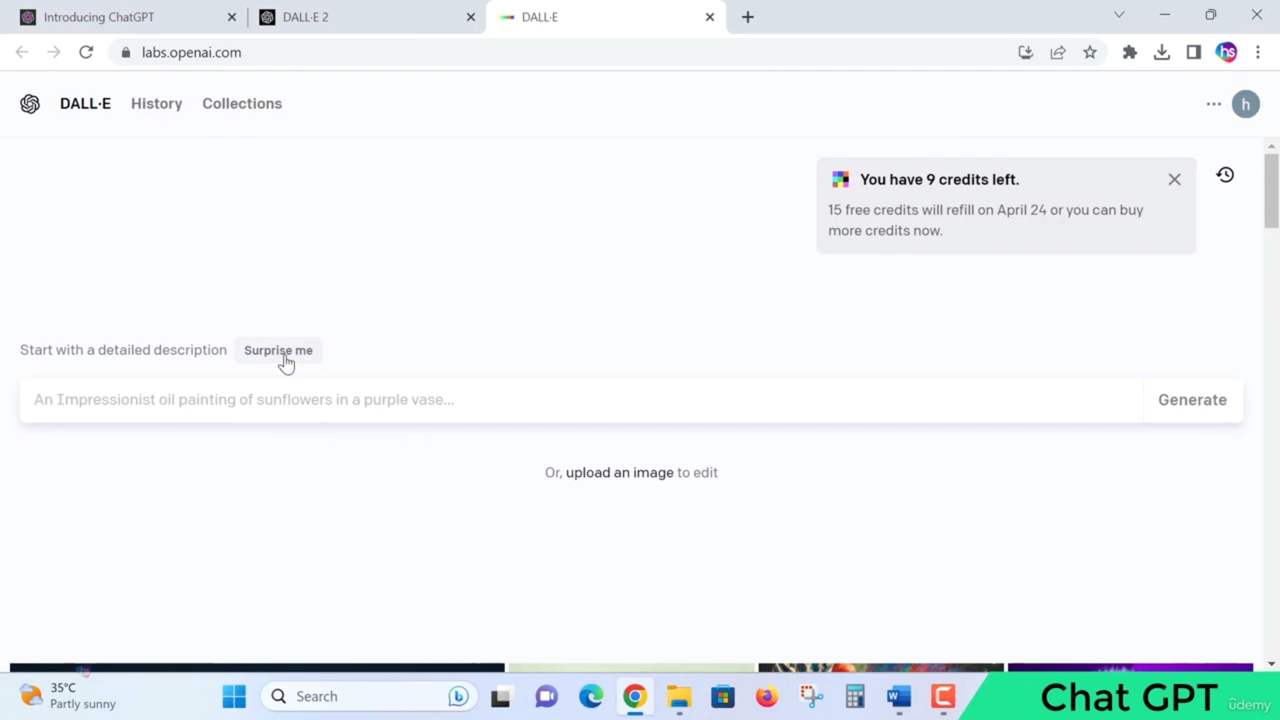 Introducing ChatGPT
DALL·E 2
DALL·E
labs.openai.com
hs
DALL·E
History
Collections
h
You have 9 credits left.
15 free credits will refill on April 24 or you can buy
more credits now.
Start with a detailed description
Surprise me
An Impressionist oil painting of sunflowers in a purple vase...
Generate
Or, upload an image to edit
35°C
Partly sunny
Search
Chat GPT
ûdemy